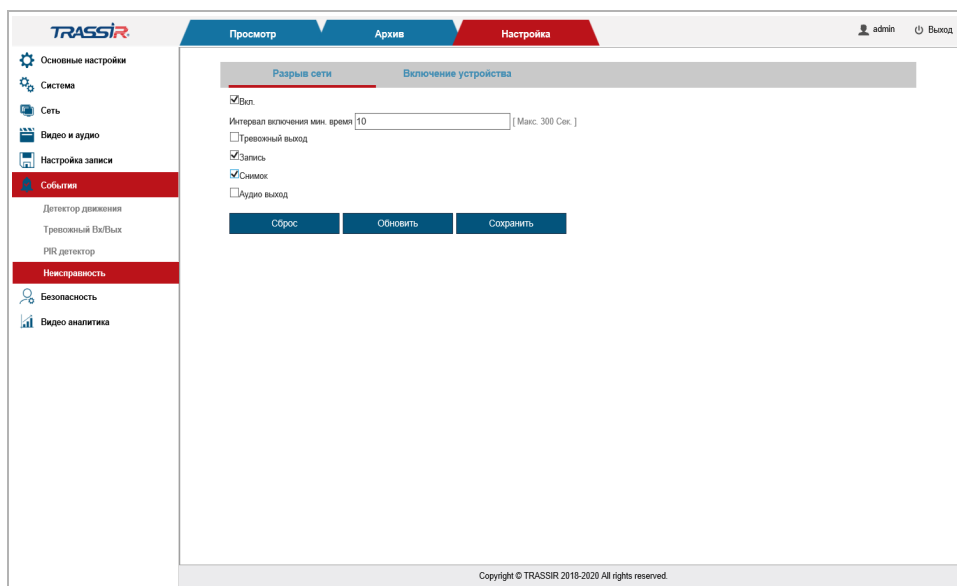 TRASSIR
Просмотр
Архив
Настройка
admin
Выход
Основные настройки
Система
Сеть
Видео и аудио
Настройка записи
События
Детектор движения
Тревожный Вх/Вых
PIR детектор
Неисправность
Безопасность
Видео аналитика
Разрыв сети
Включение устройства
Вкл.
Интервал включения мин. время 10 [ Макс. 300 Сек. ]
Тревожный выход
Запись
Снимок
Аудио выход
Сброс
Обновить
Сохранить
Copyright © TRASSIR 2018-2020 All rights reserved.